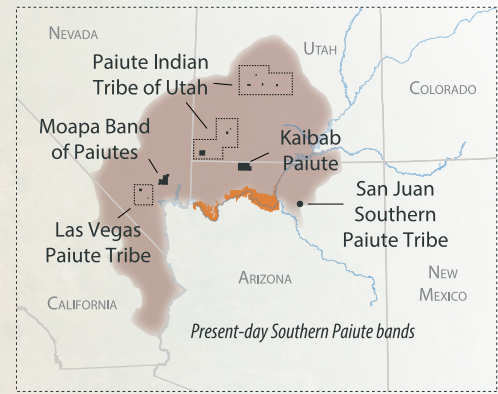 NEVADA
UTAH
COLORADO
Paiute Indian
Tribe of Utah
Moapa Band
of Paiutes
Kaibab
Paiute
San Juan
Southern
Paiute Tribe
Las Vegas
Paiute Tribe
ARIZONA
NEW
MEXICO
CALIFORNIA
Present-day Southern Paiute bands